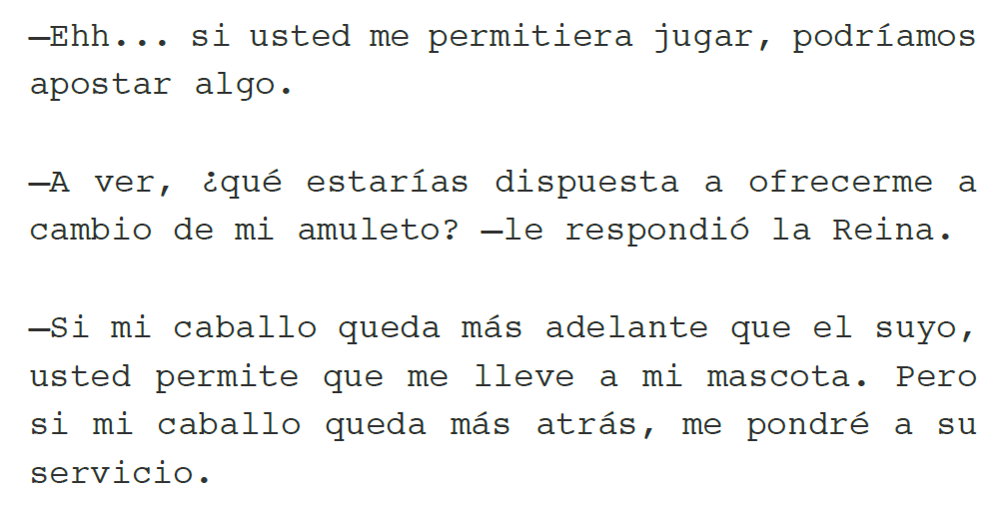 —Ehh... si usted me permitiera jugar, podríamos
apostar algo.
—A ver, ¿qué estarías dispuesta a ofrecerme a
cambio de mi amuleto? —le respondió la Reina.
—Si mi caballo queda más adelante que el suyo,
usted permite que me lleve a mi mascota. Pero
si mi caballo queda más atrás, me pondré a su
servicio.